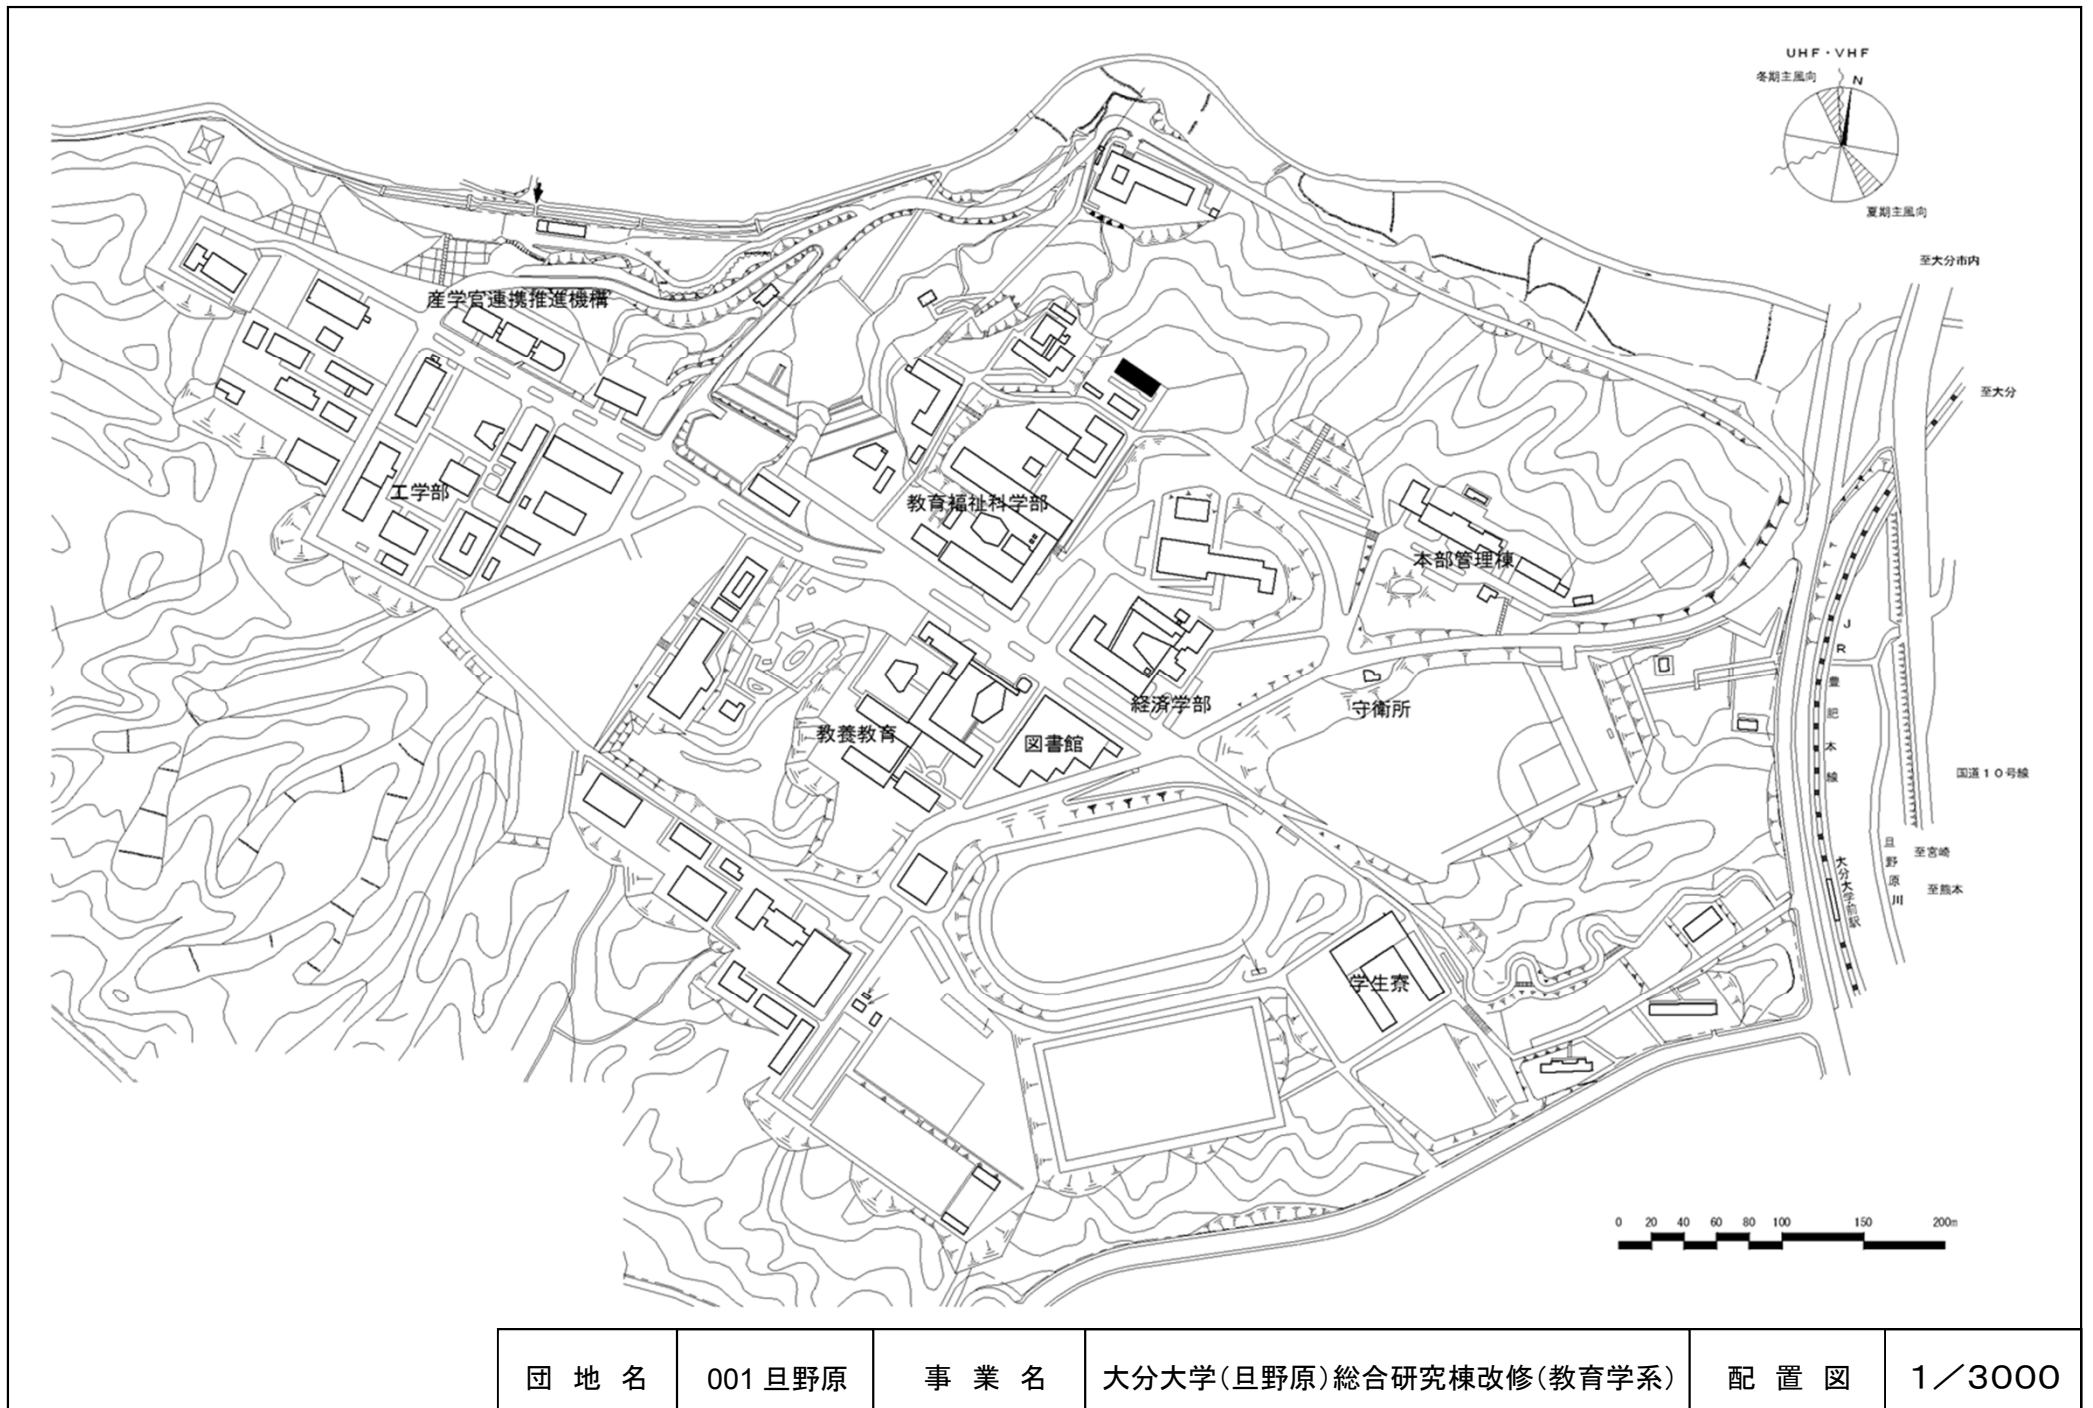 UHF・VHF
冬期主風向
N
夏期主風向
至大分市内
至大分
産学官連携推進機構
工学部
教育福祉科学部
本部管理棟
JR豊肥本線
経済学部
守衛所
教養教育
図書館
国道10号線
旦野原川
至宮崎
至熊本
大分大学前駅
学生寮
0 20 40 60 80 100 150 200m
団地名 001 旦野原 事業名 大分大学(旦野原)総合研究棟改修(教育学系) 配置図 1／3000